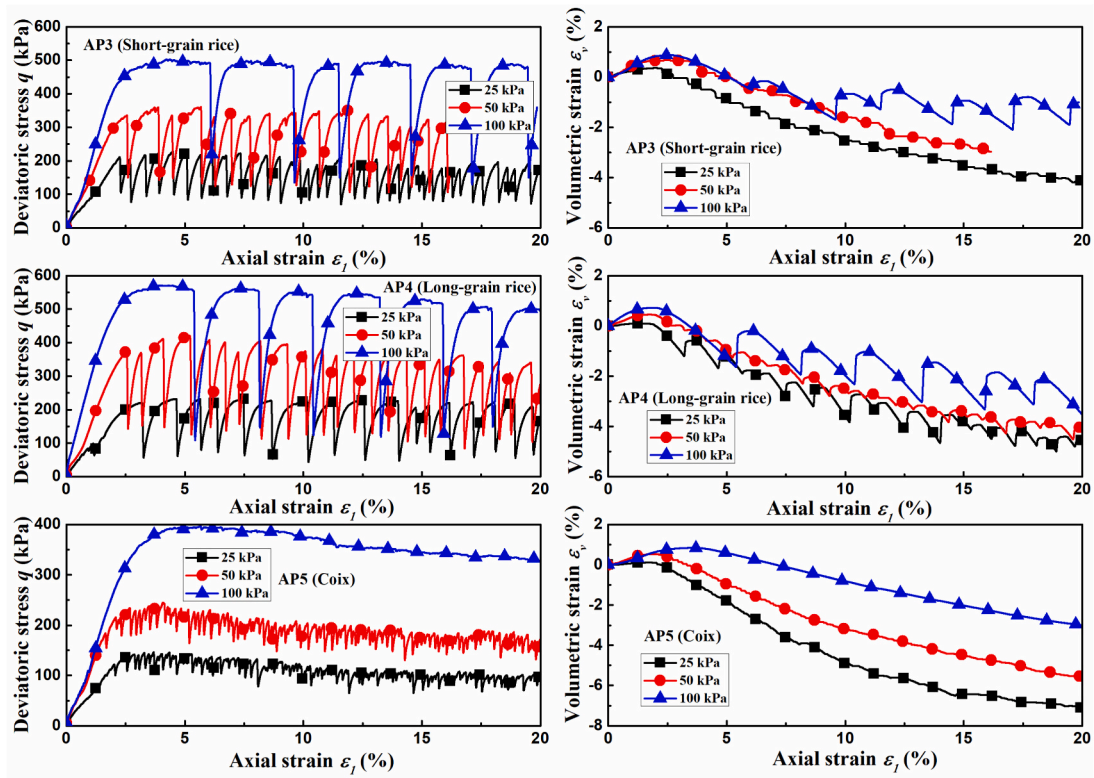 600
500
400
300
200
100
0
Deviatoric stress q (kPa)
AP3 (Short-grain rice)
25 kPa
50 kPa
100 kPa
0
5
10
15
20
Axial strain ε1 (%)
4
2
0
-2
-4
-6
Volumetric strain εv (%)
AP3 (Short-grain rice)
25 kPa
50 kPa
100 kPa
0
5
10
15
20
Axial strain ε1 (%)
600
500
400
300
200
100
0
Deviatoric stress q (kPa)
AP4 (Long-grain rice)
25 kPa
50 kPa
100 kPa
0
5
10
15
20
Axial strain ε1 (%)
2
0
-2
-4
-6
Volumetric strain εv (%)
AP4 (Long-grain rice)
25 kPa
50 kPa
100 kPa
0
5
10
15
20
Axial strain ε1 (%)
400
300
200
100
0
Deviatoric stress q (kPa)
25 kPa
50 kPa
100 kPa
AP5 (Coix)
0
5
10
15
20
Axial strain ε1 (%)
2
0
-2
-4
-6
-8
Volumetric strain εv (%)
AP5 (Coix)
25 kPa
50 kPa
100 kPa
0
5
10
15
20
Axial strain ε1 (%)